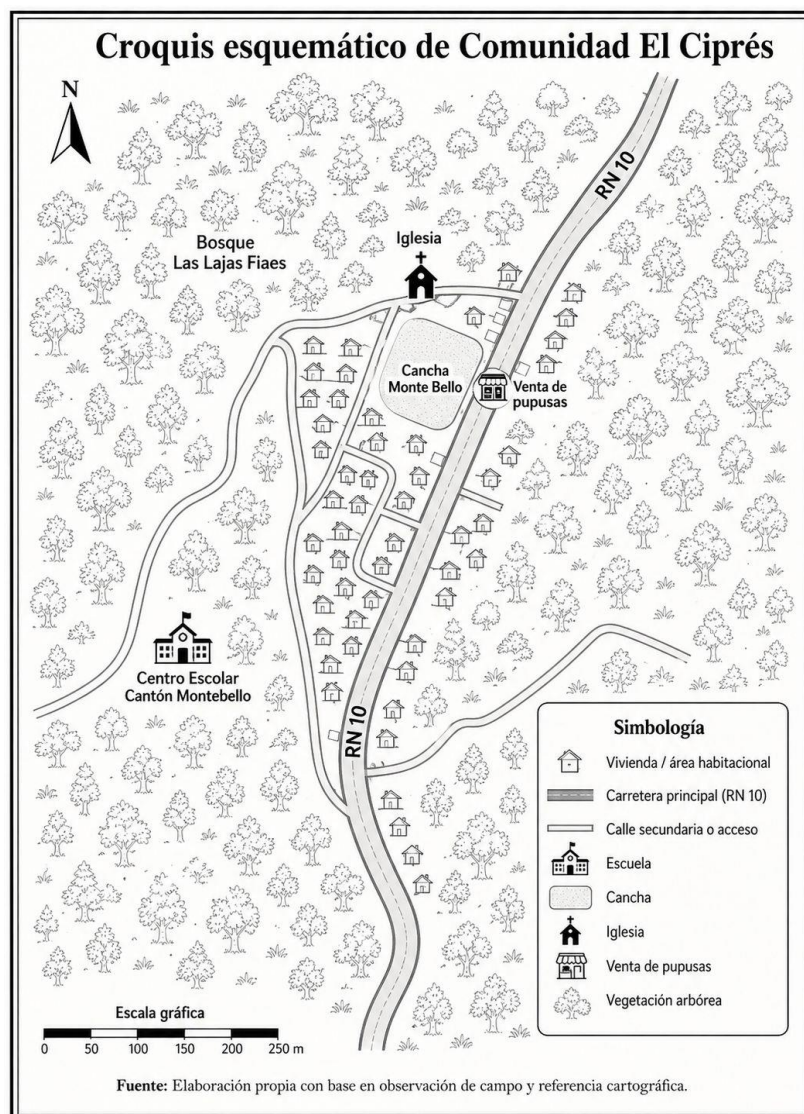 Croquis esquemático de Comunidad El Ciprés
N
RN 10
Bosque
Las Lajas Fiaes
Iglesia
Cancha
Monte Bello
Venta de
pupusas
Centro Escolar
Cantón Montebello
RN 10
Simbología
Vivienda / área habitacional
Carretera principal (RN 10)
Calle secundaria o acceso
Escuela
Cancha
Iglesia
Venta de pupusas
Vegetación arbórea
Escala gráfica
0 50 100 150 200 250 m
Fuente: Elaboración propia con base en observación de campo y referencia cartográfica.